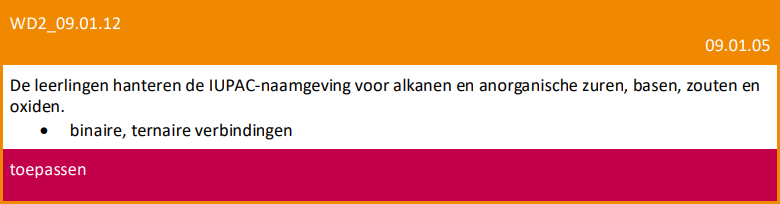 WD2_09.01.12
09.01.05
De leerlingen hanteren de IUPAC-naamgeving voor alkanen en anorganische zuren, basen, zouten en
oxiden.
• binaire, ternaire verbindingen
toepassen